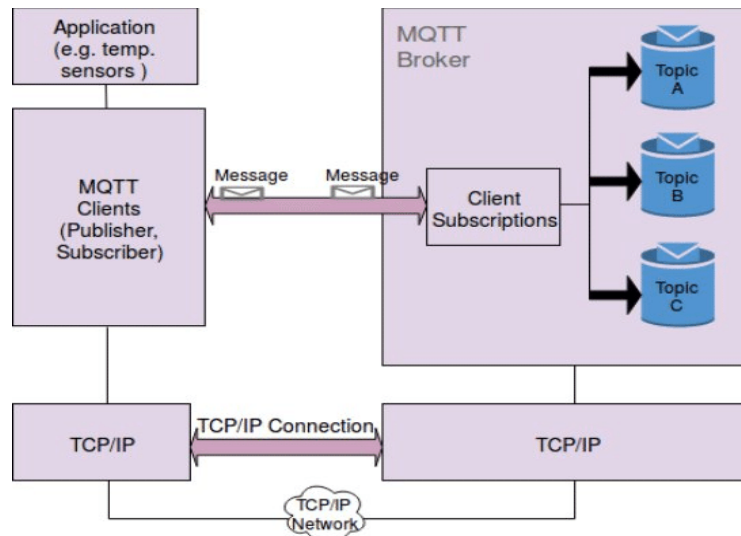 Application
(e.g. temp.
sensors )
MQTT
Broker
Topic
A
Message
Message
MQTT
Clients
(Publisher,
Subscriber)
Client
Subscriptions
Topic
B
Topic
C
TCP/IP Connection
TCP/IP
TCP/IP
TCP/IP
Network